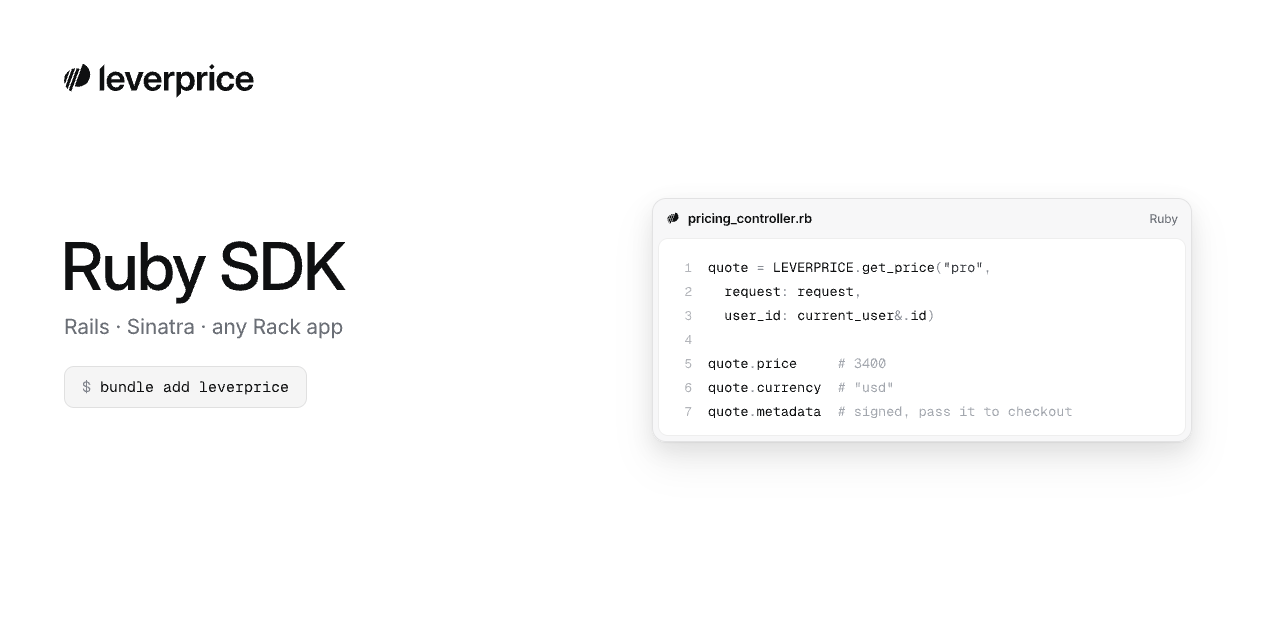 leverprice
Ruby SDK
Rails · Sinatra · any Rack app
$ bundle add leverprice
pricing_controller.rb
Ruby
1 quote = LEVERPRICE.get_price("pro",
2   request: request,
3   user_id: current_user&.id)
4
5 quote.price     # 3400
6 quote.currency  # "usd"
7 quote.metadata  # signed, pass it to checkout